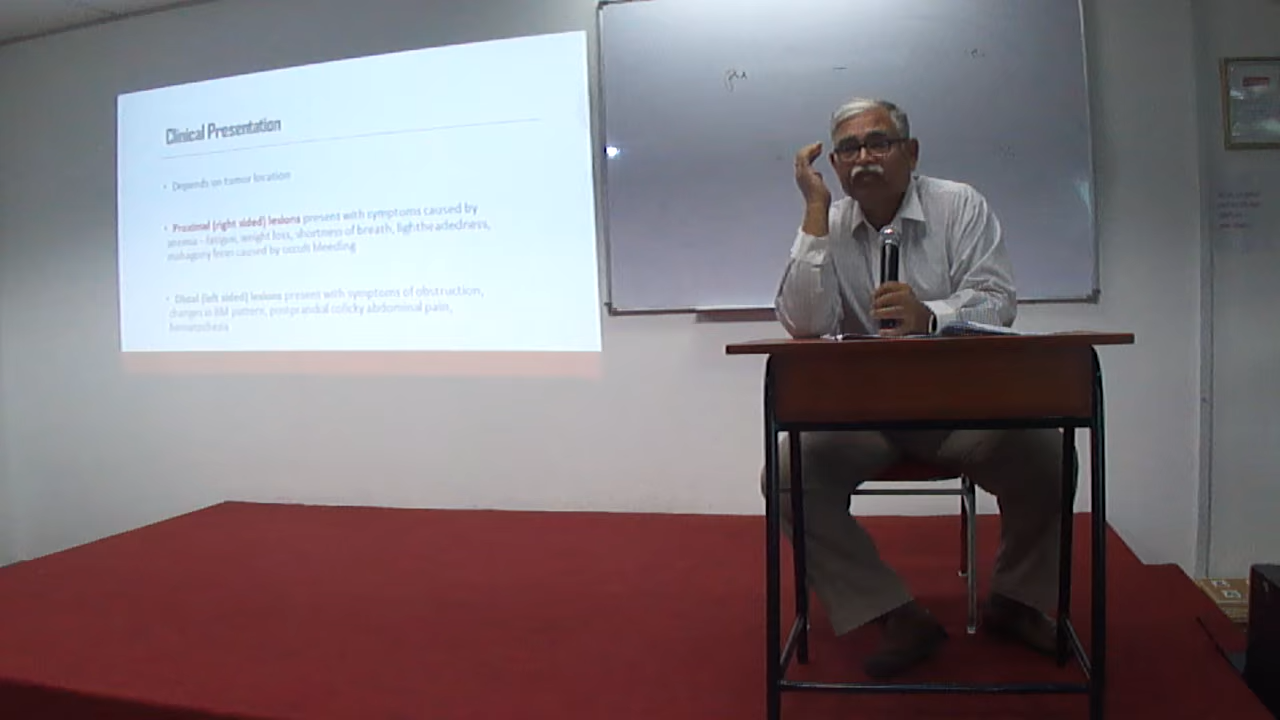 Clinical Presentation
Depends on tumor location
Proximal (right sided) lesions present with symptoms caused by
anemia – fatigue, weight loss, shortness of breath, lightheadedness,
mahogany feces caused by occult bleeding
Distal (left sided) lesions present with symptoms of obstruction,
changes in BM pattern, postprandial colicky abdominal pain,
hematochezia